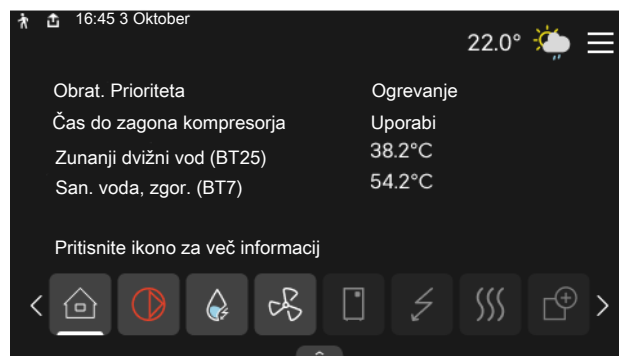 16:45 3 Oktober
22.0°
Obrat. Prioriteta Ogrevanje
Čas do zagona kompresorja Uporabi
Zunanji dvižni vod (BT25) 38.2°C
San. voda, zgor. (BT7) 54.2°C
Pritisnite ikono za več informacij